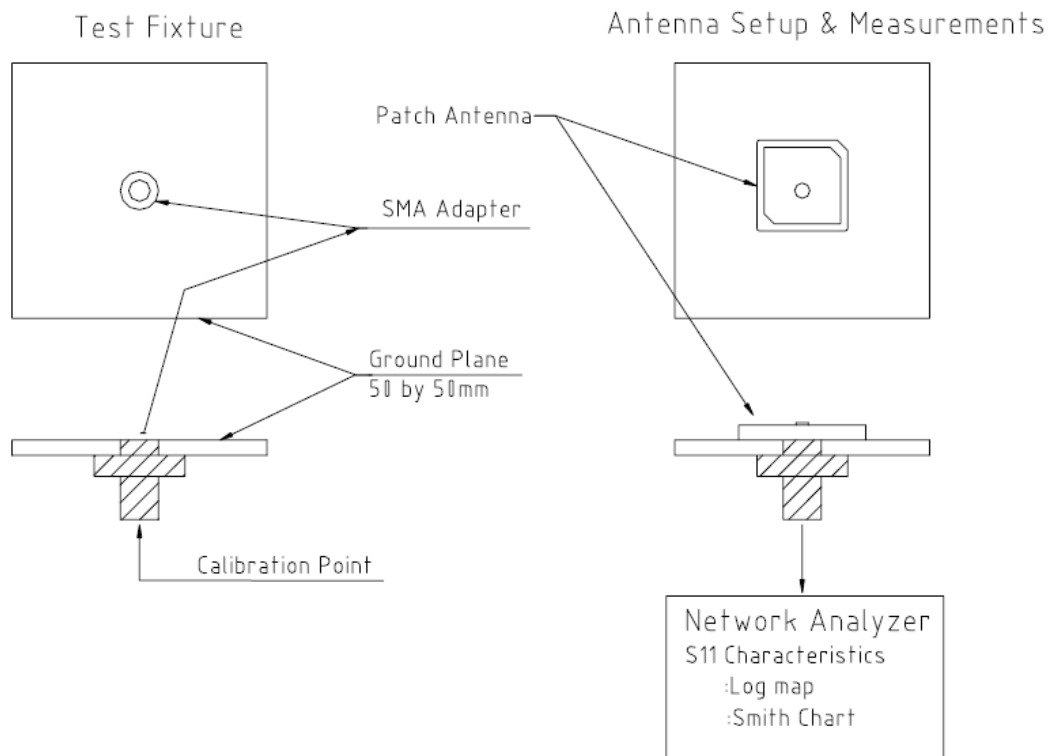 Test Fixture
Antenna Setup & Measurements
Patch Antenna
SMA Adapter
Ground Plane
50 by 50mm
Calibration Point
Network Analyzer
S11 Characteristics
:Log map
:Smith Chart